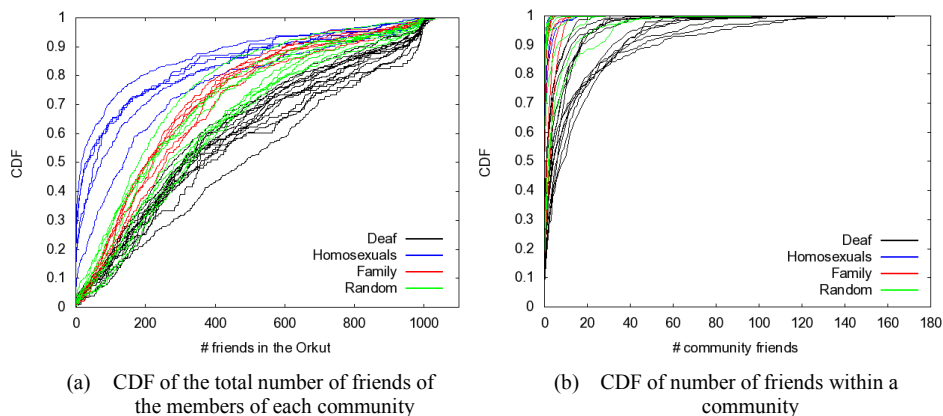 1
0.9
0.8
0.7
0.6
0.5
0.4
0.3
0.2
0.1
0
CDF
0 200 400 600 800 1000
# friends in the Orkut
Deaf
Homosexuals
Family
Random
(a) CDF of the total number of friends of
the members of each community
1
0.9
0.8
0.7
0.6
0.5
0.4
0.3
0.2
0.1
0
CDF
0 20 40 60 80 100 120 140 160 180
# community friends
Deaf
Homosexuals
Family
Random
(b) CDF of number of friends within a
community